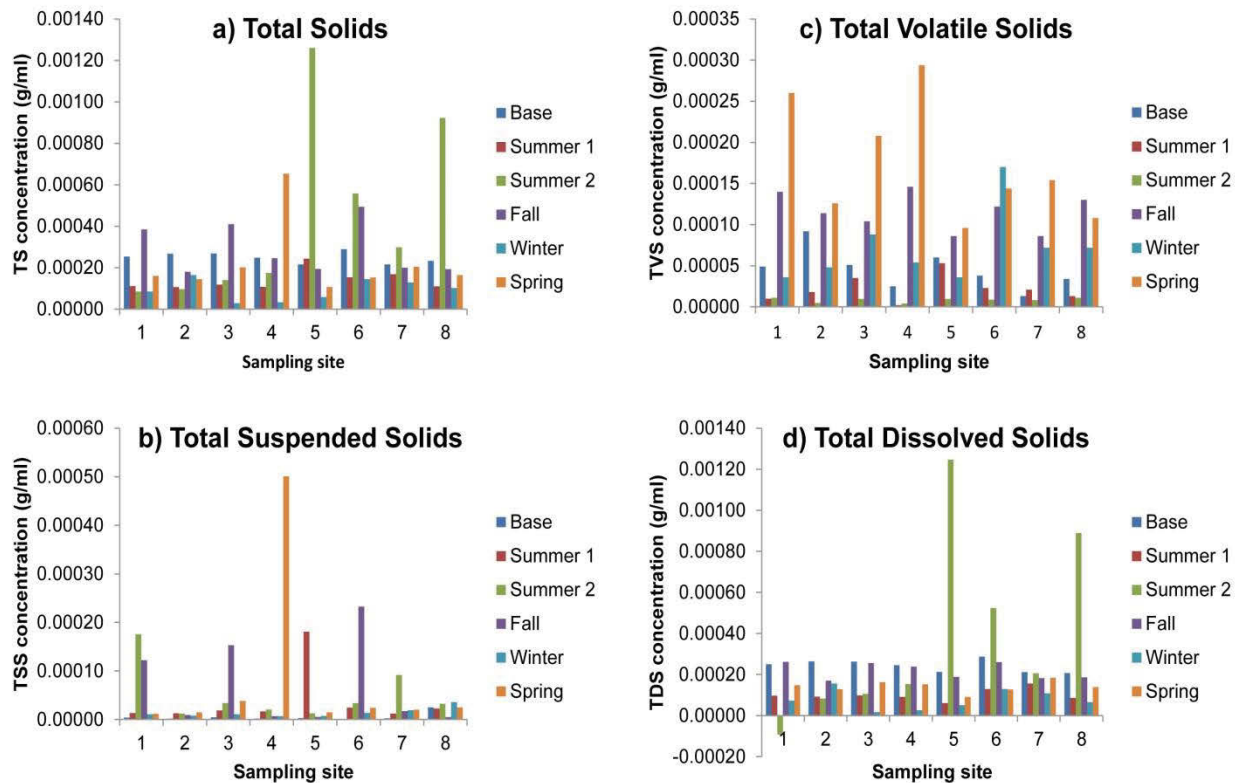 a) Total Solids
TS concentration (g/ml)
0.00140
0.00120
0.00100
0.00080
0.00060
0.00040
0.00020
0.00000
1 2 3 4 5 6 7 8
Sampling site
Base
Summer 1
Summer 2
Fall
Winter
Spring
c) Total Volatile Solids
TVS concentration (g/ml)
0.00035
0.00030
0.00025
0.00020
0.00015
0.00010
0.00005
0.00000
1 2 3 4 5 6 7 8
Sampling site
Base
Summer 1
Summer 2
Fall
Winter
Spring
b) Total Suspended Solids
TSS concentration (g/ml)
0.00060
0.00050
0.00040
0.00030
0.00020
0.00010
0.00000
1 2 3 4 5 6 7 8
Sampling site
Base
Summer 1
Summer 2
Fall
Winter
Spring
d) Total Dissolved Solids
TDS concentration (g/ml)
0.00140
0.00120
0.00100
0.00080
0.00060
0.00040
0.00020
0.00000
-0.00020
1 2 3 4 5 6 7 8
Sampling site
Base
Summer 1
Summer 2
Fall
Winter
Spring